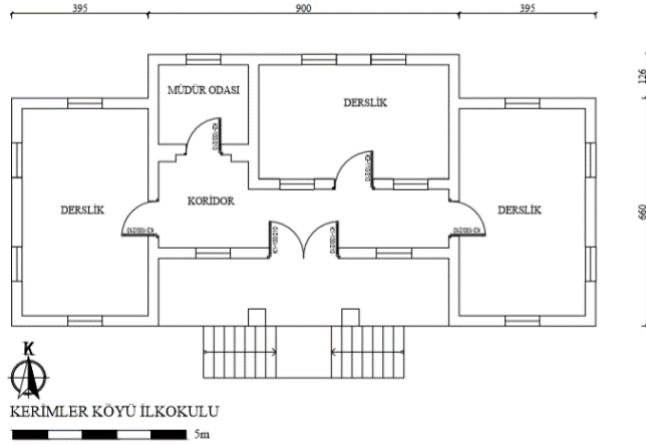 395 900 395
126
MÜDÜR ODASI
DERSLİK
DERSLİK
KORİDOR
DERSLİK
660
K
KERİMLER KÖYÜ İLKOKULU
5m